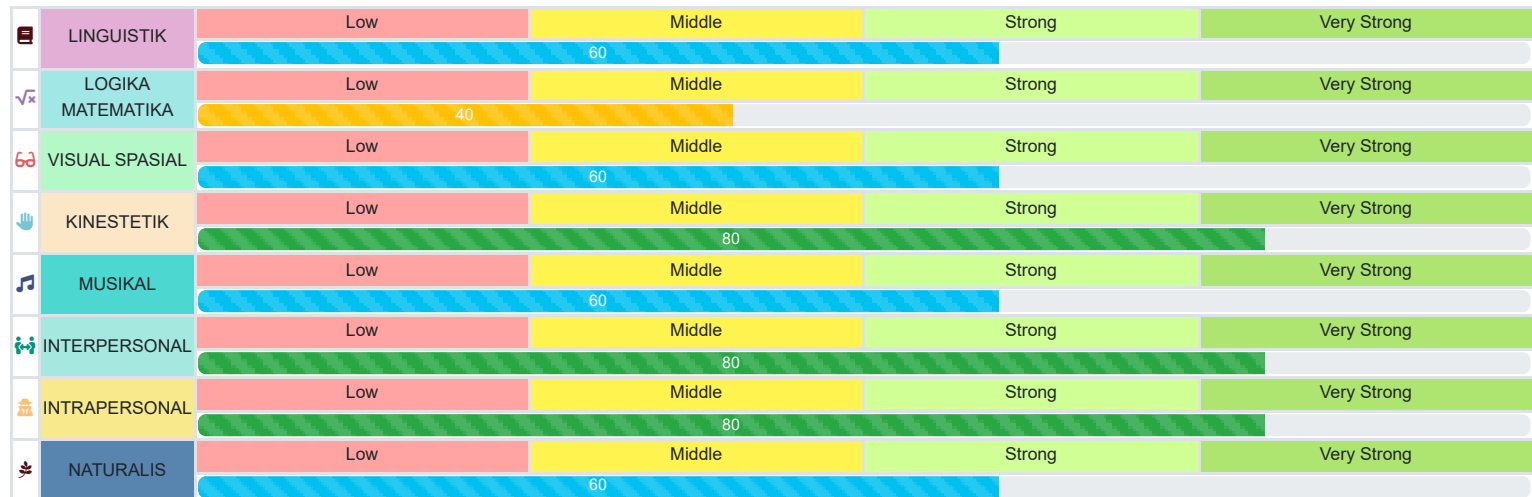 LINGUISTIK
Low Middle Strong Very Strong
60
LOGIKA
MATEMATIKA
Low Middle Strong Very Strong
40
VISUAL SPASIAL
Low Middle Strong Very Strong
60
KINESTETIK
Low Middle Strong Very Strong
80
MUSIKAL
Low Middle Strong Very Strong
60
INTERPERSONAL
Low Middle Strong Very Strong
80
INTRAPERSONAL
Low Middle Strong Very Strong
80
NATURALIS
Low Middle Strong Very Strong
60